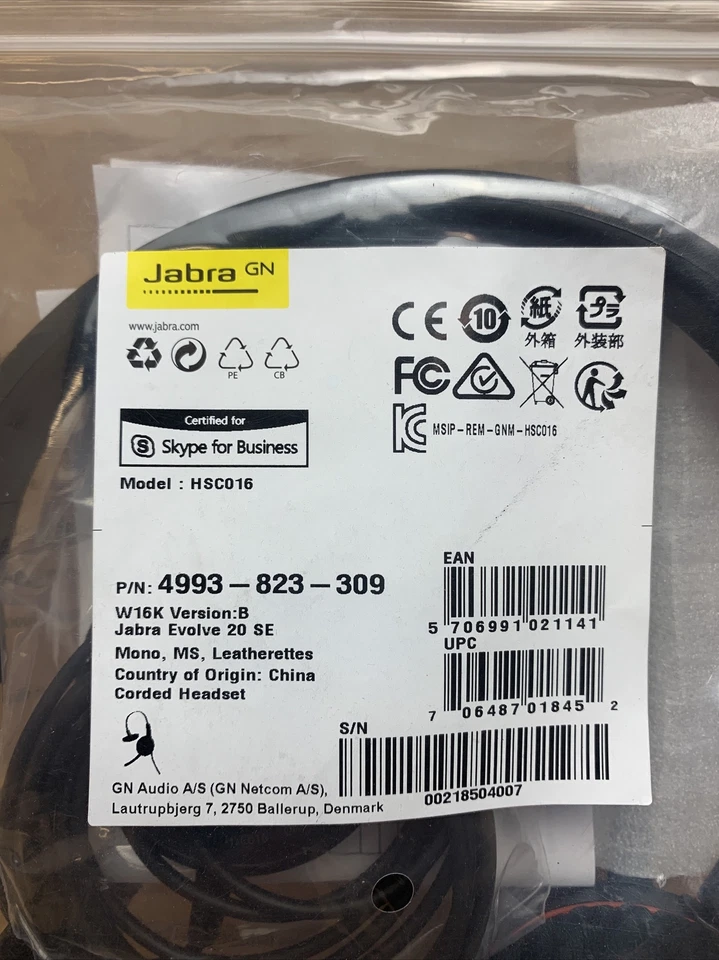 Jabra GN
www.jabra.com
PE
CB
Certified for
S Skype for Business
Model : HSC016
CE 10 紙 プラ
外箱 外装部
FC
MSIP-REM-GNM-HSC016
P/N: 4993-823-309
W16K Version:B
Jabra Evolve 20 SE
Mono, MS, Leatherettes
Country of Origin: China
Corded Headset
EAN
5 706991 021141
UPC
7 06487 01845 2
S/N
00218504007
GN Audio A/S (GN Netcom A/S),
Lautrupbjerg 7, 2750 Ballerup, Denmark